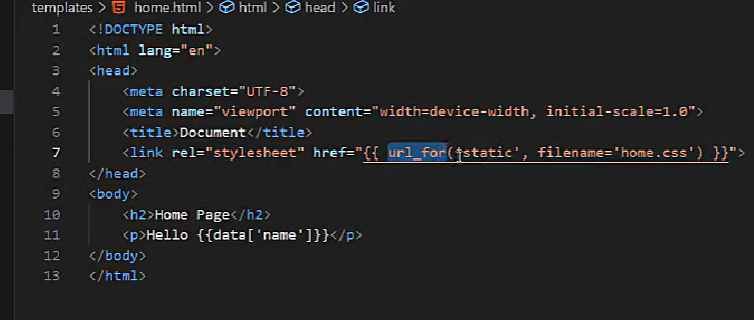 templates > home.html > html > head > link
1 <!DOCTYPE html>
2 <html lang="en">
3 <head>
4 <meta charset="UTF-8">
5 <meta name="viewport" content="width=device-width, initial-scale=1.0">
6 <title>Document</title>
7 <link rel="stylesheet" href="{{ url_for('static', filename='home.css') }}">
8 </head>
9 <body>
10 <h2>Home Page</h2>
11 <p>Hello {{data['name']}}</p>
12 </body>
13 </html>